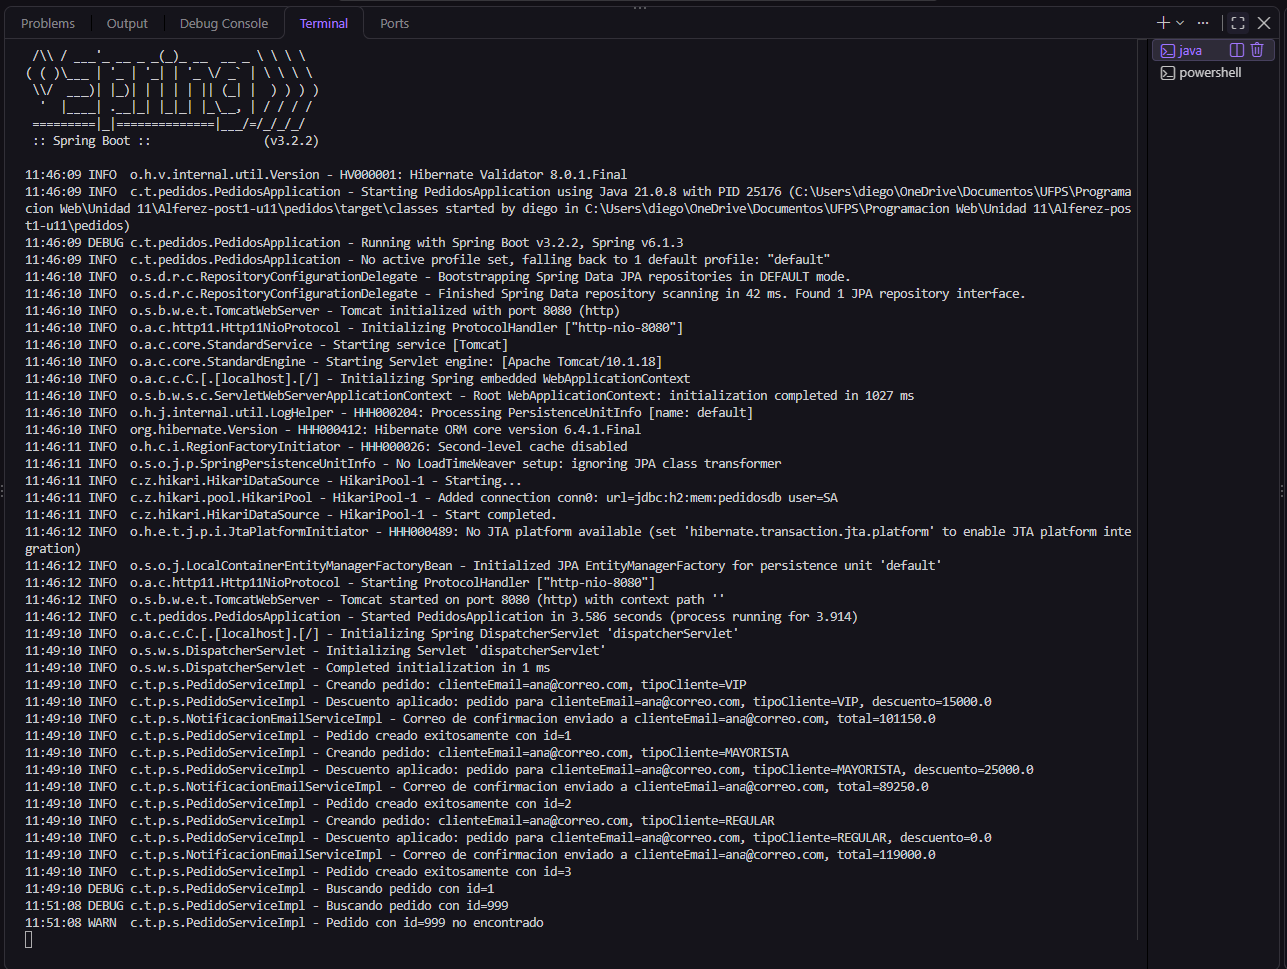 Problems Output Debug Console Terminal Ports
java
powershell
 /\\ / ___'_ __ _ _(_)_ __  __ _ \ \ \ \
( ( )\___ | '_ | '_| | '_ \/ _` | \ \ \ \
 \\/  ___)| |_)| | | | | || (_| |  ) ) ) )
  '  |____| .__|_| |_|_| |_\__, | / / / /
 =========|_|==============|___/=/_/_/_/
 :: Spring Boot ::                (v3.2.2)
11:46:09 INFO  o.h.v.internal.util.Version - HV000001: Hibernate Validator 8.0.1.Final
11:46:09 INFO  c.t.pedidos.PedidosApplication - Starting PedidosApplication using Java 21.0.8 with PID 25176 (C:\Users\diego\OneDrive\Documentos\UFPS\Programa
cion Web\Unidad 11\Alferez-post1-u11\pedidos\target\classes started by diego in C:\Users\diego\OneDrive\Documentos\UFPS\Programacion Web\Unidad 11\Alferez-pos
t1-u11\pedidos)
11:46:09 DEBUG c.t.pedidos.PedidosApplication - Running with Spring Boot v3.2.2, Spring v6.1.3
11:46:09 INFO  c.t.pedidos.PedidosApplication - No active profile set, falling back to 1 default profile: "default"
11:46:10 INFO  o.s.d.r.c.RepositoryConfigurationDelegate - Bootstrapping Spring Data JPA repositories in DEFAULT mode.
11:46:10 INFO  o.s.d.r.c.RepositoryConfigurationDelegate - Finished Spring Data repository scanning in 42 ms. Found 1 JPA repository interface.
11:46:10 INFO  o.s.b.w.e.t.TomcatWebServer - Tomcat initialized with port 8080 (http)
11:46:10 INFO  o.a.c.http11.Http11NioProtocol - Initializing ProtocolHandler ["http-nio-8080"]
11:46:10 INFO  o.a.c.core.StandardService - Starting service [Tomcat]
11:46:10 INFO  o.a.c.core.StandardEngine - Starting Servlet engine: [Apache Tomcat/10.1.18]
11:46:10 INFO  o.a.c.c.C.[.[localhost].[/] - Initializing Spring embedded WebApplicationContext
11:46:10 INFO  o.s.b.w.s.c.ServletWebServerApplicationContext - Root WebApplicationContext: initialization completed in 1027 ms
11:46:10 INFO  o.h.j.internal.util.LogHelper - HHH000204: Processing PersistenceUnitInfo [name: default]
11:46:10 INFO  org.hibernate.Version - HHH000412: Hibernate ORM core version 6.4.1.Final
11:46:11 INFO  o.h.c.i.RegionFactoryInitiator - HHH000026: Second-level cache disabled
11:46:11 INFO  o.s.o.j.p.SpringPersistenceUnitInfo - No LoadTimeWeaver setup: ignoring JPA class transformer
11:46:11 INFO  c.z.hikari.HikariDataSource - HikariPool-1 - Starting...
11:46:11 INFO  c.z.hikari.pool.HikariPool - HikariPool-1 - Added connection conn0: url=jdbc:h2:mem:pedidosdb user=SA
11:46:11 INFO  c.z.hikari.HikariDataSource - HikariPool-1 - Start completed.
11:46:12 INFO  o.h.e.t.j.p.i.JtaPlatformInitiator - HHH000489: No JTA platform available (set 'hibernate.transaction.jta.platform' to enable JTA platform inte
gration)
11:46:12 INFO  o.s.o.j.LocalContainerEntityManagerFactoryBean - Initialized JPA EntityManagerFactory for persistence unit 'default'
11:46:12 INFO  o.a.c.http11.Http11NioProtocol - Starting ProtocolHandler ["http-nio-8080"]
11:46:12 INFO  o.s.b.w.e.t.TomcatWebServer - Tomcat started on port 8080 (http) with context path ''
11:46:12 INFO  c.t.pedidos.PedidosApplication - Started PedidosApplication in 3.586 seconds (process running for 3.914)
11:49:10 INFO  o.a.c.c.C.[.[localhost].[/] - Initializing Spring DispatcherServlet 'dispatcherServlet'
11:49:10 INFO  o.s.w.s.DispatcherServlet - Initializing Servlet 'dispatcherServlet'
11:49:10 INFO  o.s.w.s.DispatcherServlet - Completed initialization in 1 ms
11:49:10 INFO  c.t.p.s.PedidoServiceImpl - Creando pedido: clienteEmail=ana@correo.com, tipoCliente=VIP
11:49:10 INFO  c.t.p.s.PedidoServiceImpl - Descuento aplicado: pedido para clienteEmail=ana@correo.com, tipoCliente=VIP, descuento=15000.0
11:49:10 INFO  c.t.p.s.NotificacionEmailServiceImpl - Correo de confirmacion enviado a clienteEmail=ana@correo.com, total=101150.0
11:49:10 INFO  c.t.p.s.PedidoServiceImpl - Pedido creado exitosamente con id=1
11:49:10 INFO  c.t.p.s.PedidoServiceImpl - Creando pedido: clienteEmail=ana@correo.com, tipoCliente=MAYORISTA
11:49:10 INFO  c.t.p.s.PedidoServiceImpl - Descuento aplicado: pedido para clienteEmail=ana@correo.com, tipoCliente=MAYORISTA, descuento=25000.0
11:49:10 INFO  c.t.p.s.NotificacionEmailServiceImpl - Correo de confirmacion enviado a clienteEmail=ana@correo.com, total=89250.0
11:49:10 INFO  c.t.p.s.PedidoServiceImpl - Pedido creado exitosamente con id=2
11:49:10 INFO  c.t.p.s.PedidoServiceImpl - Creando pedido: clienteEmail=ana@correo.com, tipoCliente=REGULAR
11:49:10 INFO  c.t.p.s.PedidoServiceImpl - Descuento aplicado: pedido para clienteEmail=ana@correo.com, tipoCliente=REGULAR, descuento=0.0
11:49:10 INFO  c.t.p.s.NotificacionEmailServiceImpl - Correo de confirmacion enviado a clienteEmail=ana@correo.com, total=119000.0
11:49:10 INFO  c.t.p.s.PedidoServiceImpl - Pedido creado exitosamente con id=3
11:49:10 DEBUG c.t.p.s.PedidoServiceImpl - Buscando pedido con id=1
11:51:08 DEBUG c.t.p.s.PedidoServiceImpl - Buscando pedido con id=999
11:51:08 WARN  c.t.p.s.PedidoServiceImpl - Pedido con id=999 no encontrado